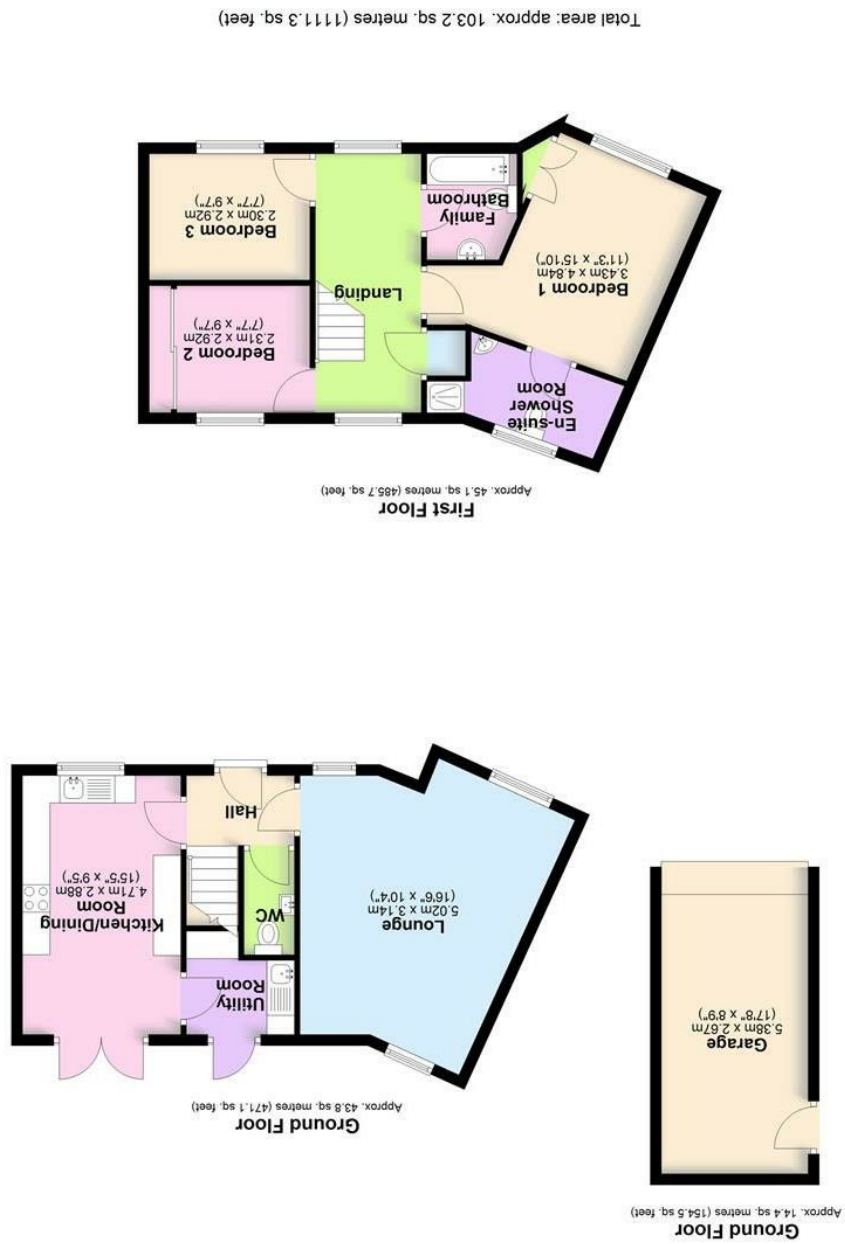 Ground Floor
Approx. 14.4 sq. metres (154.5 sq. feet)
Garage
5.38m x 2.67m
(17'8" x 8'9")
Ground Floor
Approx. 43.8 sq. metres (471.1 sq. feet)
Lounge
5.02m x 3.14m
(16'6" x 10'4")
Utility
Room
WC
Kitchen/Dining
Room
4.71m x 2.88m
(15'5" x 9'5")
Hall
First Floor
Approx. 45.1 sq. metres (485.7 sq. feet)
En-suite
Shower
Room
Bedroom 2
2.31m x 2.92m
(7'7" x 9'7")
Landing
Bedroom 1
3.43m x 4.84m
(11'3" x 15'10")
Family
Bathroom
Bedroom 3
2.30m x 2.92m
(7'7" x 9'7")
Total area: approx. 103.2 sq. metres (1111.3 sq. feet)